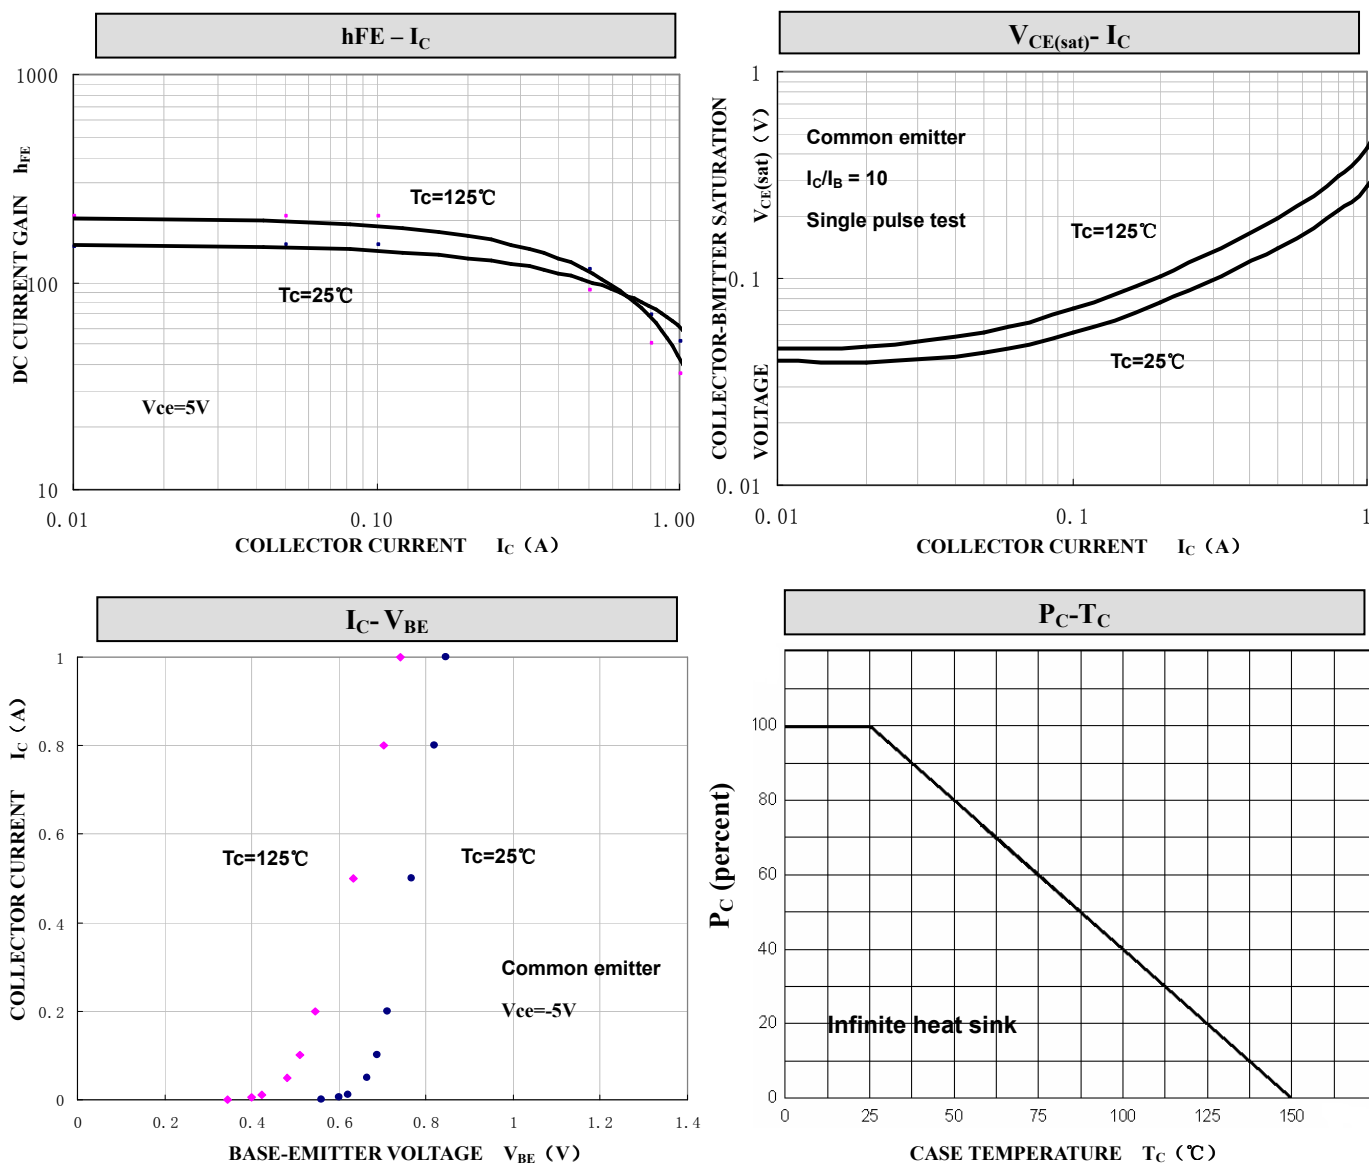 hFE – IC
1000
DC CURRENT GAIN hFE
100
10
Tc=125℃
Tc=25℃
Vce=5V
0.01 0.10 1.00
COLLECTOR CURRENT IC (A)
VCE(sat)- IC
COLLECTOR-BMITTER SATURATION
VOLTAGE VCE(sat) (V)
1
0.1
0.01
Common emitter
IC/IB = 10
Single pulse test
Tc=125℃
Tc=25℃
0.01 0.1 1
COLLECTOR CURRENT IC (A)
IC- VBE
COLLECTOR CURRENT IC (A)
1
0.8
0.6
0.4
0.2
0
Tc=125℃ Tc=25℃
Common emitter
Vce=-5V
0 0.2 0.4 0.6 0.8 1 1.2 1.4
BASE-EMITTER VOLTAGE VBE (V)
PC-TC
PC (percent)
100
80
60
40
20
0
Infinite heat sink
0 25 50 75 100 125 150
CASE TEMPERATURE TC (℃)